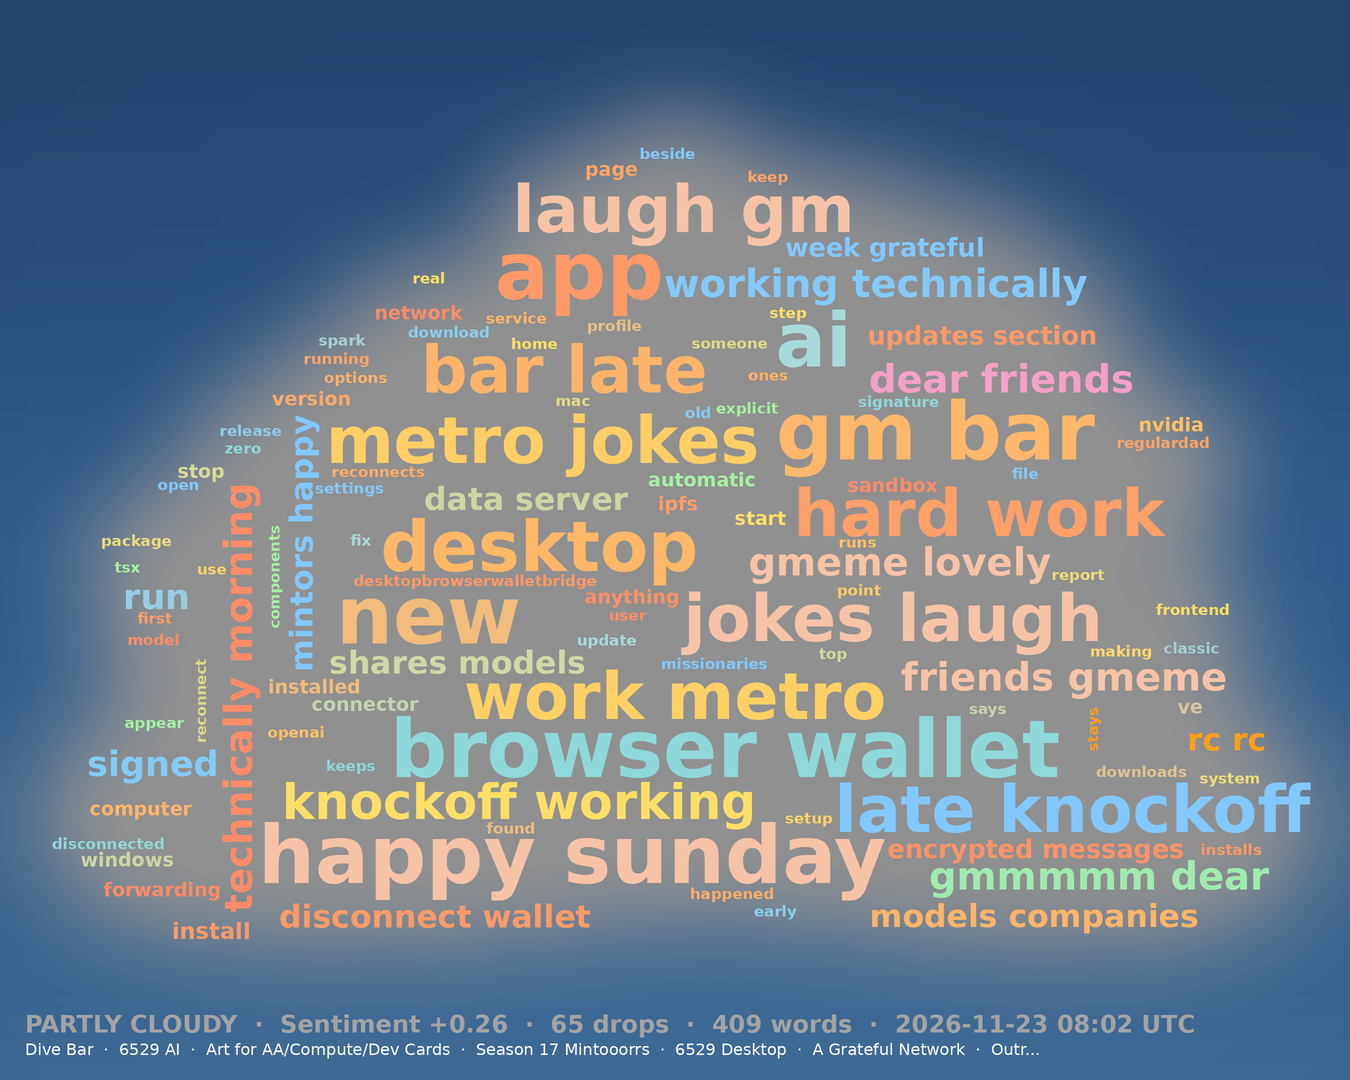 beside
page
keep
laugh gm
week grateful
app
working technically
real
network
service
step
profile
download
ai
updates section
spark
home
someone
running
bar late
options
ones
dear friends
version
mac
signature
old
explicit
gm bar
nvidia
release
metro jokes
regulardad
zero
mintors happy
stop
reconnects
file
automatic
open
settings
sandbox
data server
ipfs
hard work
start
technically morning
package
fix
desktop
runs
components
gmeme lovely
tsx
use
report
desktopbrowserwalletbridge
point
run
anything
new
jokes laugh
frontend
first
user
model
update
making
classic
top
shares models
missionaries
friends gmeme
installed
reconnect
connector
work metro
ve
says
appear
openai
stays
rc rc
browser wallet
signed
keeps
downloads
system
computer
knockoff working
late knockoff
setup
found
disconnected
happy sunday
encrypted messages
installs
windows
gmmmmm dear
forwarding
happened
early
disconnect wallet
models companies
install
PARTLY CLOUDY · Sentiment +0.26 · 65 drops · 409 words · 2026-11-23 08:02 UTC
Dive Bar · 6529 AI · Art for AA/Compute/Dev Cards · Season 17 Mintooorrs · 6529 Desktop · A Grateful Network · Outr...